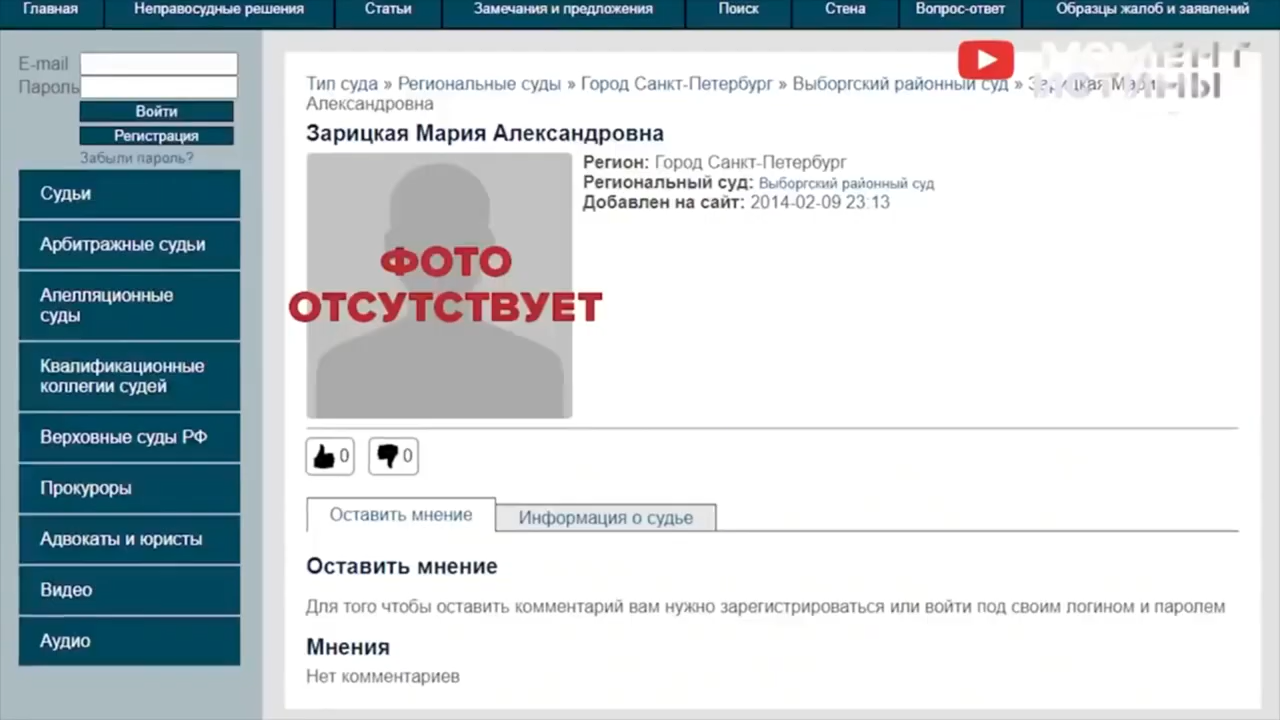 Главная
Неправосудные решения
Статьи
Замечания и предложения
Поиск
Стена
Вопрос-ответ
Образцы жалоб и заявлений
МОМЕНТ
ИСТИНЫ
E-mail
Пароль
Войти
Регистрация
Забыли пароль?
Судьи
Арбитражные судьи
Апелляционные
суды
Квалификационные
коллегии судей
Верховные суды РФ
Прокуроры
Адвокаты и юристы
Видео
Аудио
Тип суда » Региональные суды » Город Санкт-Петербург » Выборгский районный суд » Зарицкая Мария
Александровна
Зарицкая Мария Александровна
ФОТО
ОТСУТСТВУЕТ
Регион: Город Санкт-Петербург
Региональный суд: Выборгский районный суд
Добавлен на сайт: 2014-02-09 23:13
0
0
Оставить мнение
Информация о судье
Оставить мнение
Для того чтобы оставить комментарий вам нужно зарегистрироваться или войти под своим логином и паролем
Мнения
Нет комментариев